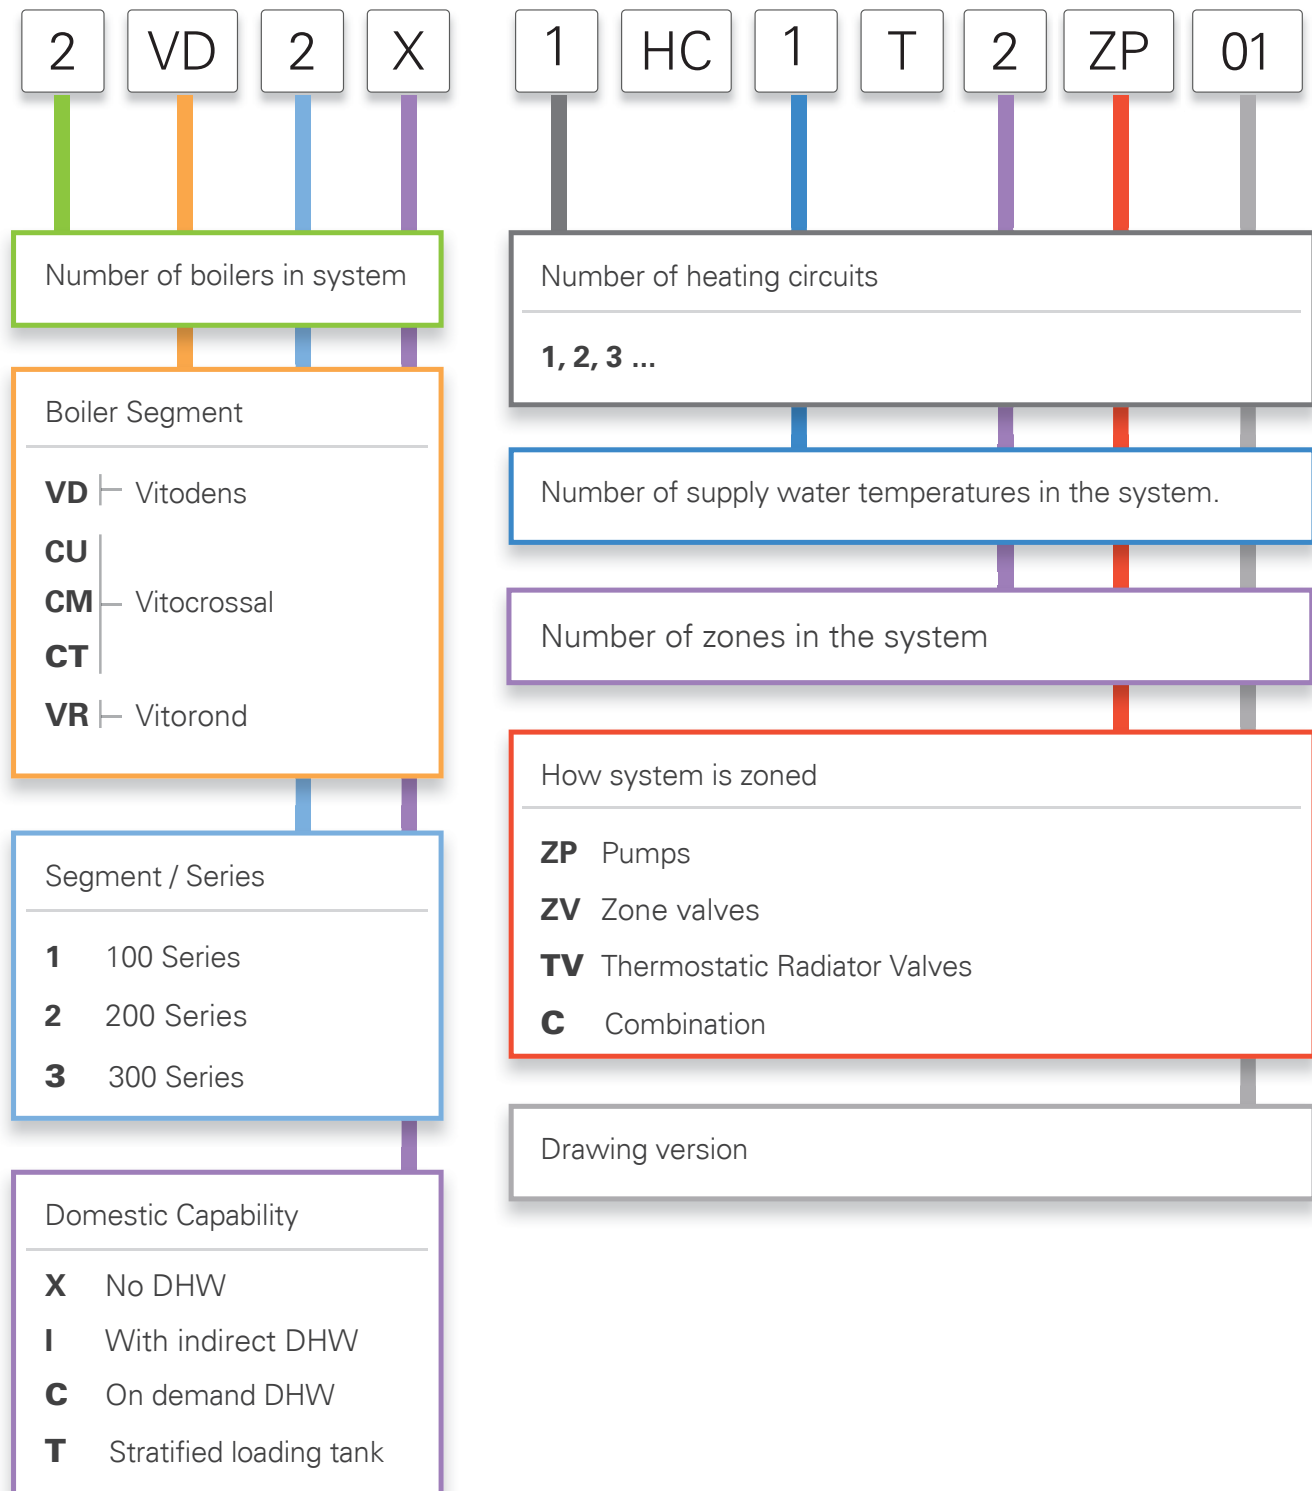 2 VD 2 X 1 HC 1 T 2 ZP 01
Number of boilers in system
Boiler Segment
VD Vitodens
CU
CM Vitocrossal
CT
VR Vitorond
Segment / Series
1 100 Series
2 200 Series
3 300 Series
Domestic Capability
X No DHW
I With indirect DHW
C On demand DHW
T Stratified loading tank
Number of heating circuits
1, 2, 3 ...
Number of supply water temperatures in the system.
Number of zones in the system
How system is zoned
ZP Pumps
ZV Zone valves
TV Thermostatic Radiator Valves
C Combination
Drawing version